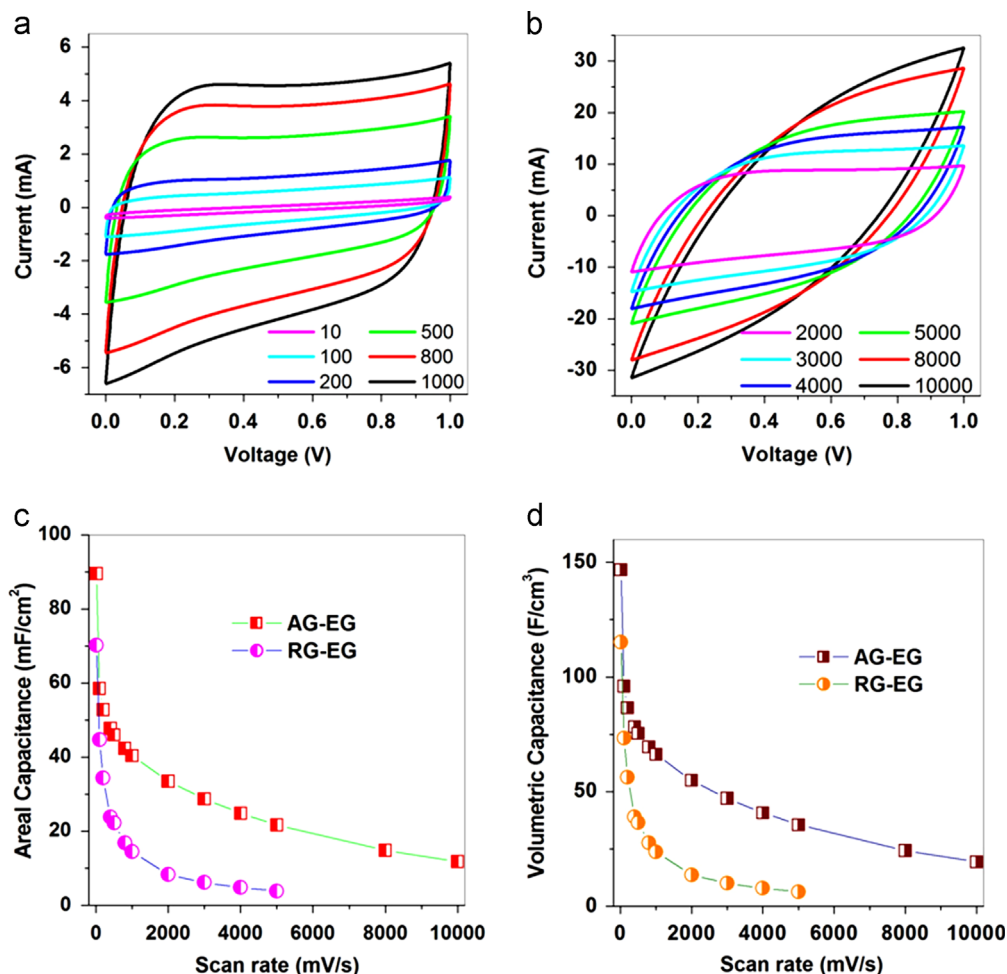 a
6
4
2
0
-2
-4
-6
Current (mA)
10 500
100 800
200 1000
0.0 0.2 0.4 0.6 0.8 1.0
Voltage (V)
b
30
20
10
0
-10
-20
-30
Current (mA)
2000 5000
3000 8000
4000 10000
0.0 0.2 0.4 0.6 0.8 1.0
Voltage (V)
c
100
80
60
40
20
0
Areal Capacitance (mF/cm²)
AG-EG
RG-EG
0 2000 4000 6000 8000 10000
Scan rate (mV/s)
d
150
100
50
0
Volumetric Capacitance (F/cm³)
AG-EG
RG-EG
0 2000 4000 6000 8000 10000
Scan rate (mV/s)